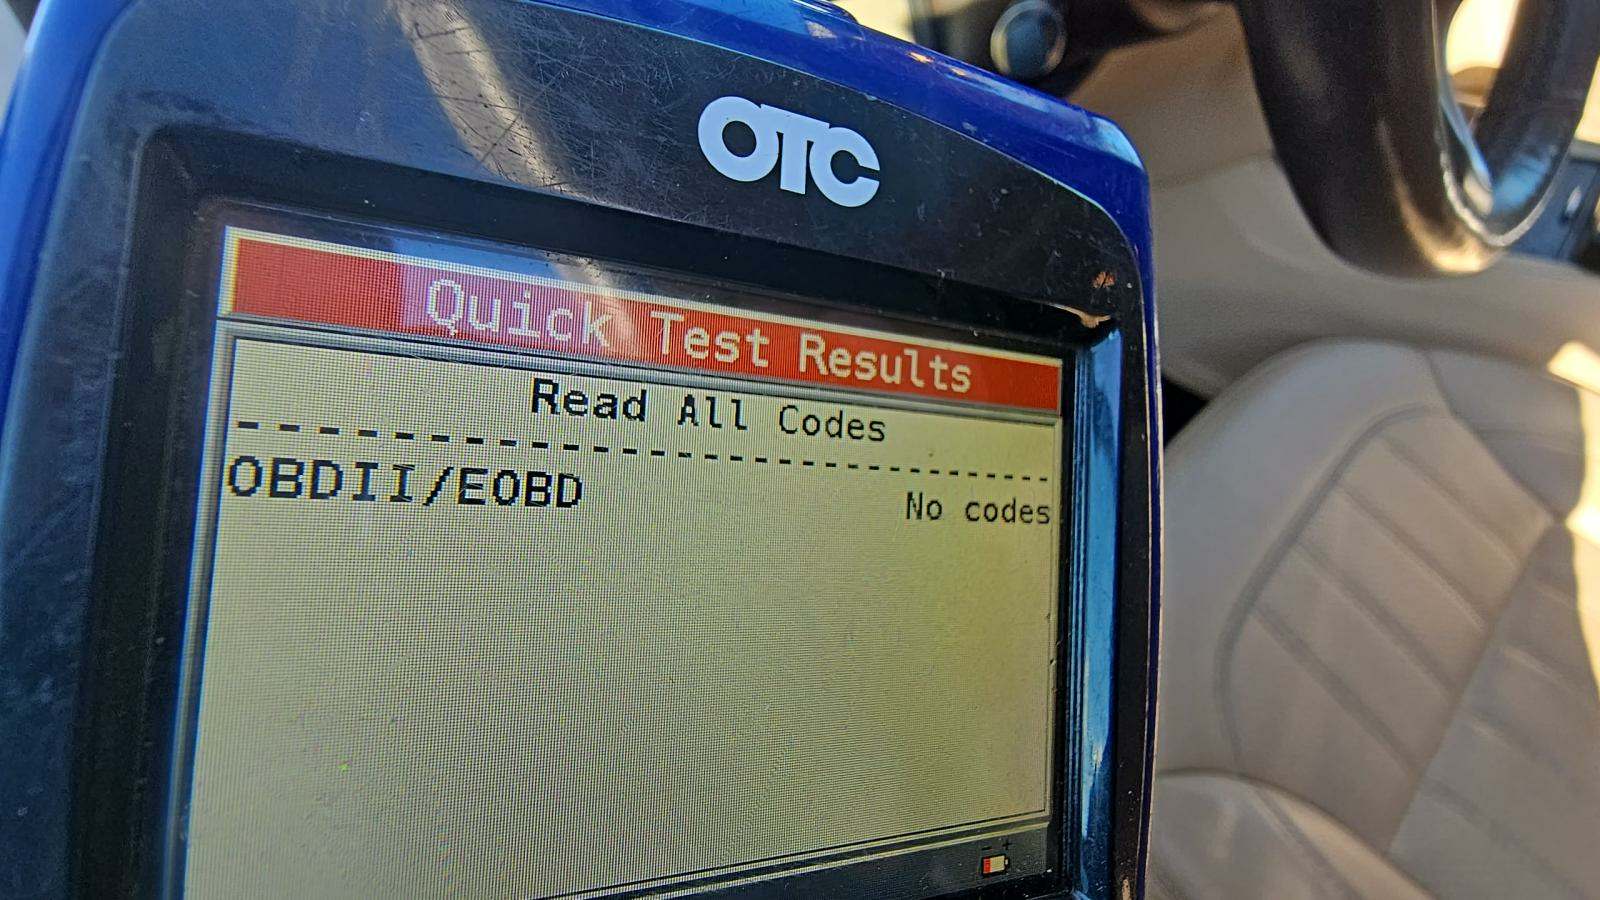 OTC
Quick Test Results
Read All Codes
--------------------------
OBDII/EOBD No codes